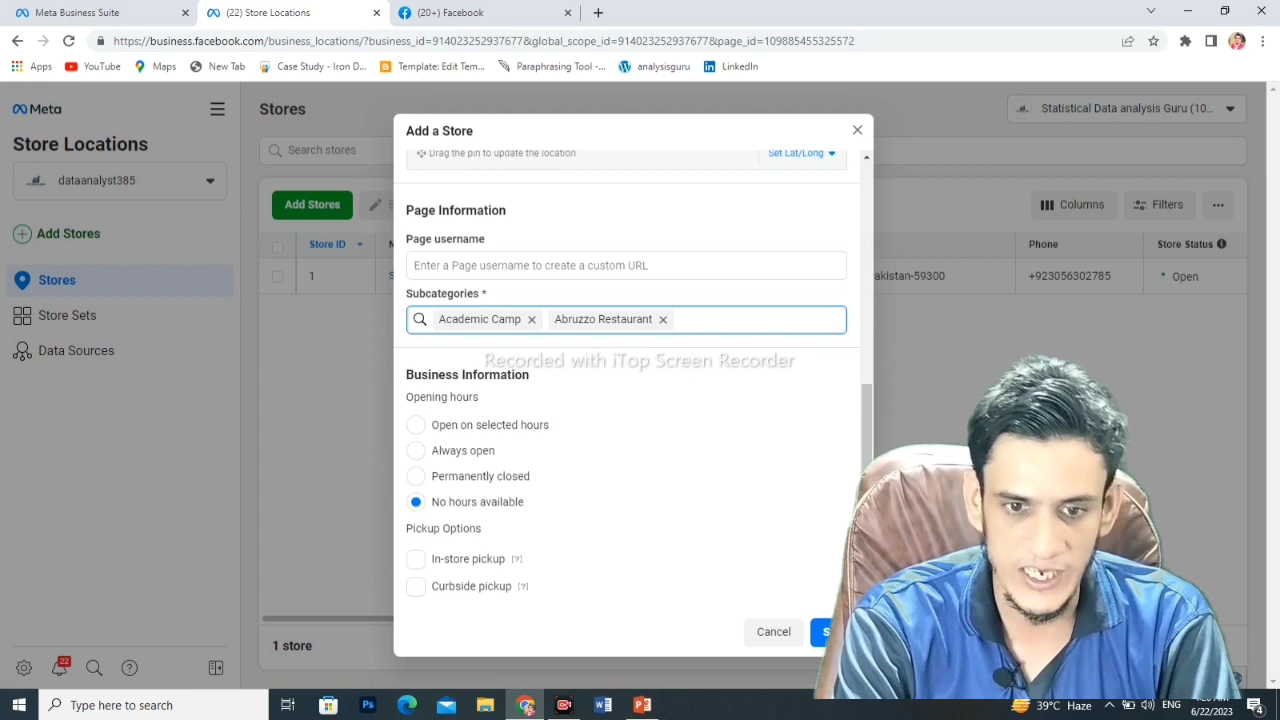 Meta Business Suite
(22) Store Locations
(20+) Facebook
https://business.facebook.com/business_locations/?business_id=914023252937677&global_scope_id=914023252937677&page_id=109885455325572
Apps
YouTube
Maps
New Tab
Case Study - Iron D...
Template: Edit Tem...
Paraphrasing Tool -...
analysisguru
LinkedIn
Meta
Store Locations
dataanalyst385
Add Stores
Stores
Store Sets
Data Sources
22
Stores
Statistical Data analysis Guru (10...
Search stores
Add Stores
Columns
Filters
Store ID
Phone
Store Status
1
akistan-59300
+923056302785
Open
1 store
Add a Store
Drag the pin to update the location
Set Lat/Long
Page Information
Page username
Enter a Page username to create a custom URL
Subcategories *
Academic Camp
Abruzzo Restaurant
Recorded with iTop Screen Recorder
Business Information
Opening hours
Open on selected hours
Always open
Permanently closed
No hours available
Pickup Options
In-store pickup [?]
Curbside pickup [?]
Cancel
Type here to search
39°C Haze
ENG
6/22/2023
4